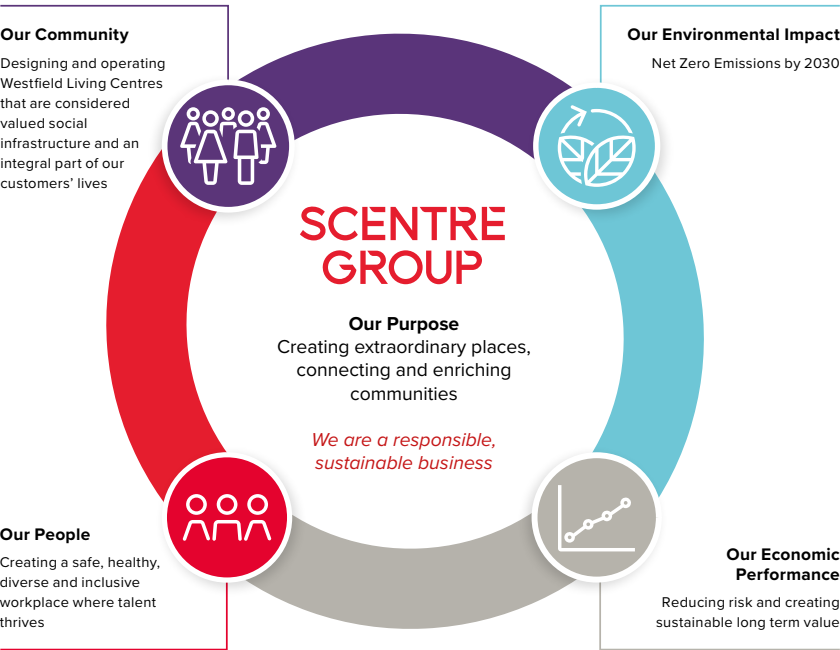 Our Community
Designing and operating
Westfield Living Centres
that are considered
valued social
infrastructure and an
integral part of our
customers’ lives
Our Environmental Impact
Net Zero Emissions by 2030
SCENTRE
GROUP
Our Purpose
Creating extraordinary places,
connecting and enriching
communities
We are a responsible,
sustainable business
Our People
Creating a safe, healthy,
diverse and inclusive
workplace where talent
thrives
Our Economic
Performance
Reducing risk and creating
sustainable long term value